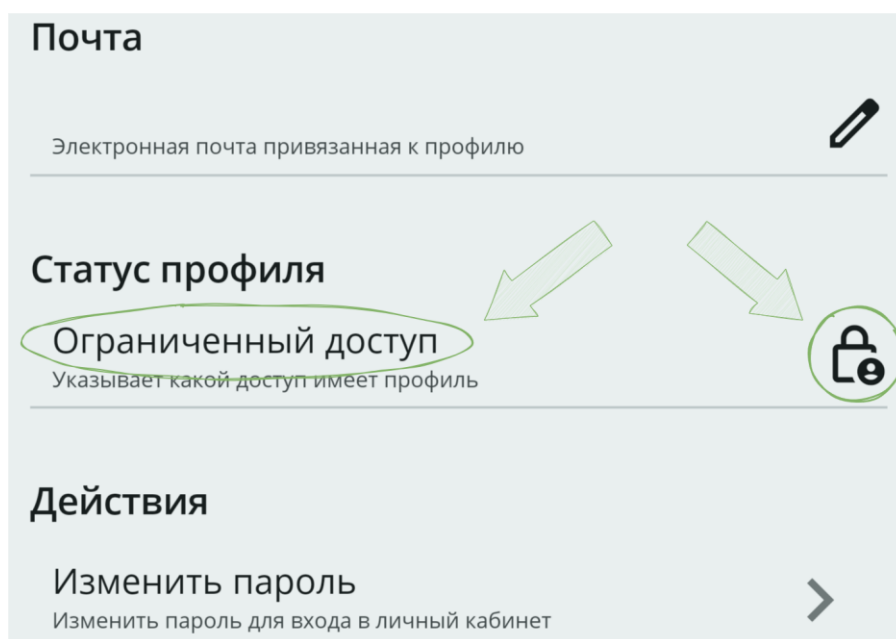 Почта
Электронная почта привязанная к профилю
Статус профиля
Ограниченный доступ
Указывает какой доступ имеет профиль
Действия
Изменить пароль
Изменить пароль для входа в личный кабинет